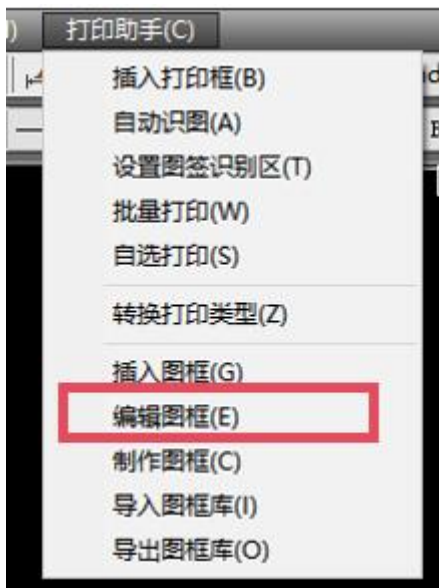 打印助手(C)
插入打印框(B)
自动识图(A)
设置图签识别区(T)
批量打印(W)
自选打印(S)
转换打印类型(Z)
插入图框(G)
编辑图框(E)
制作图框(C)
导入图框库(I)
导出图框库(O)